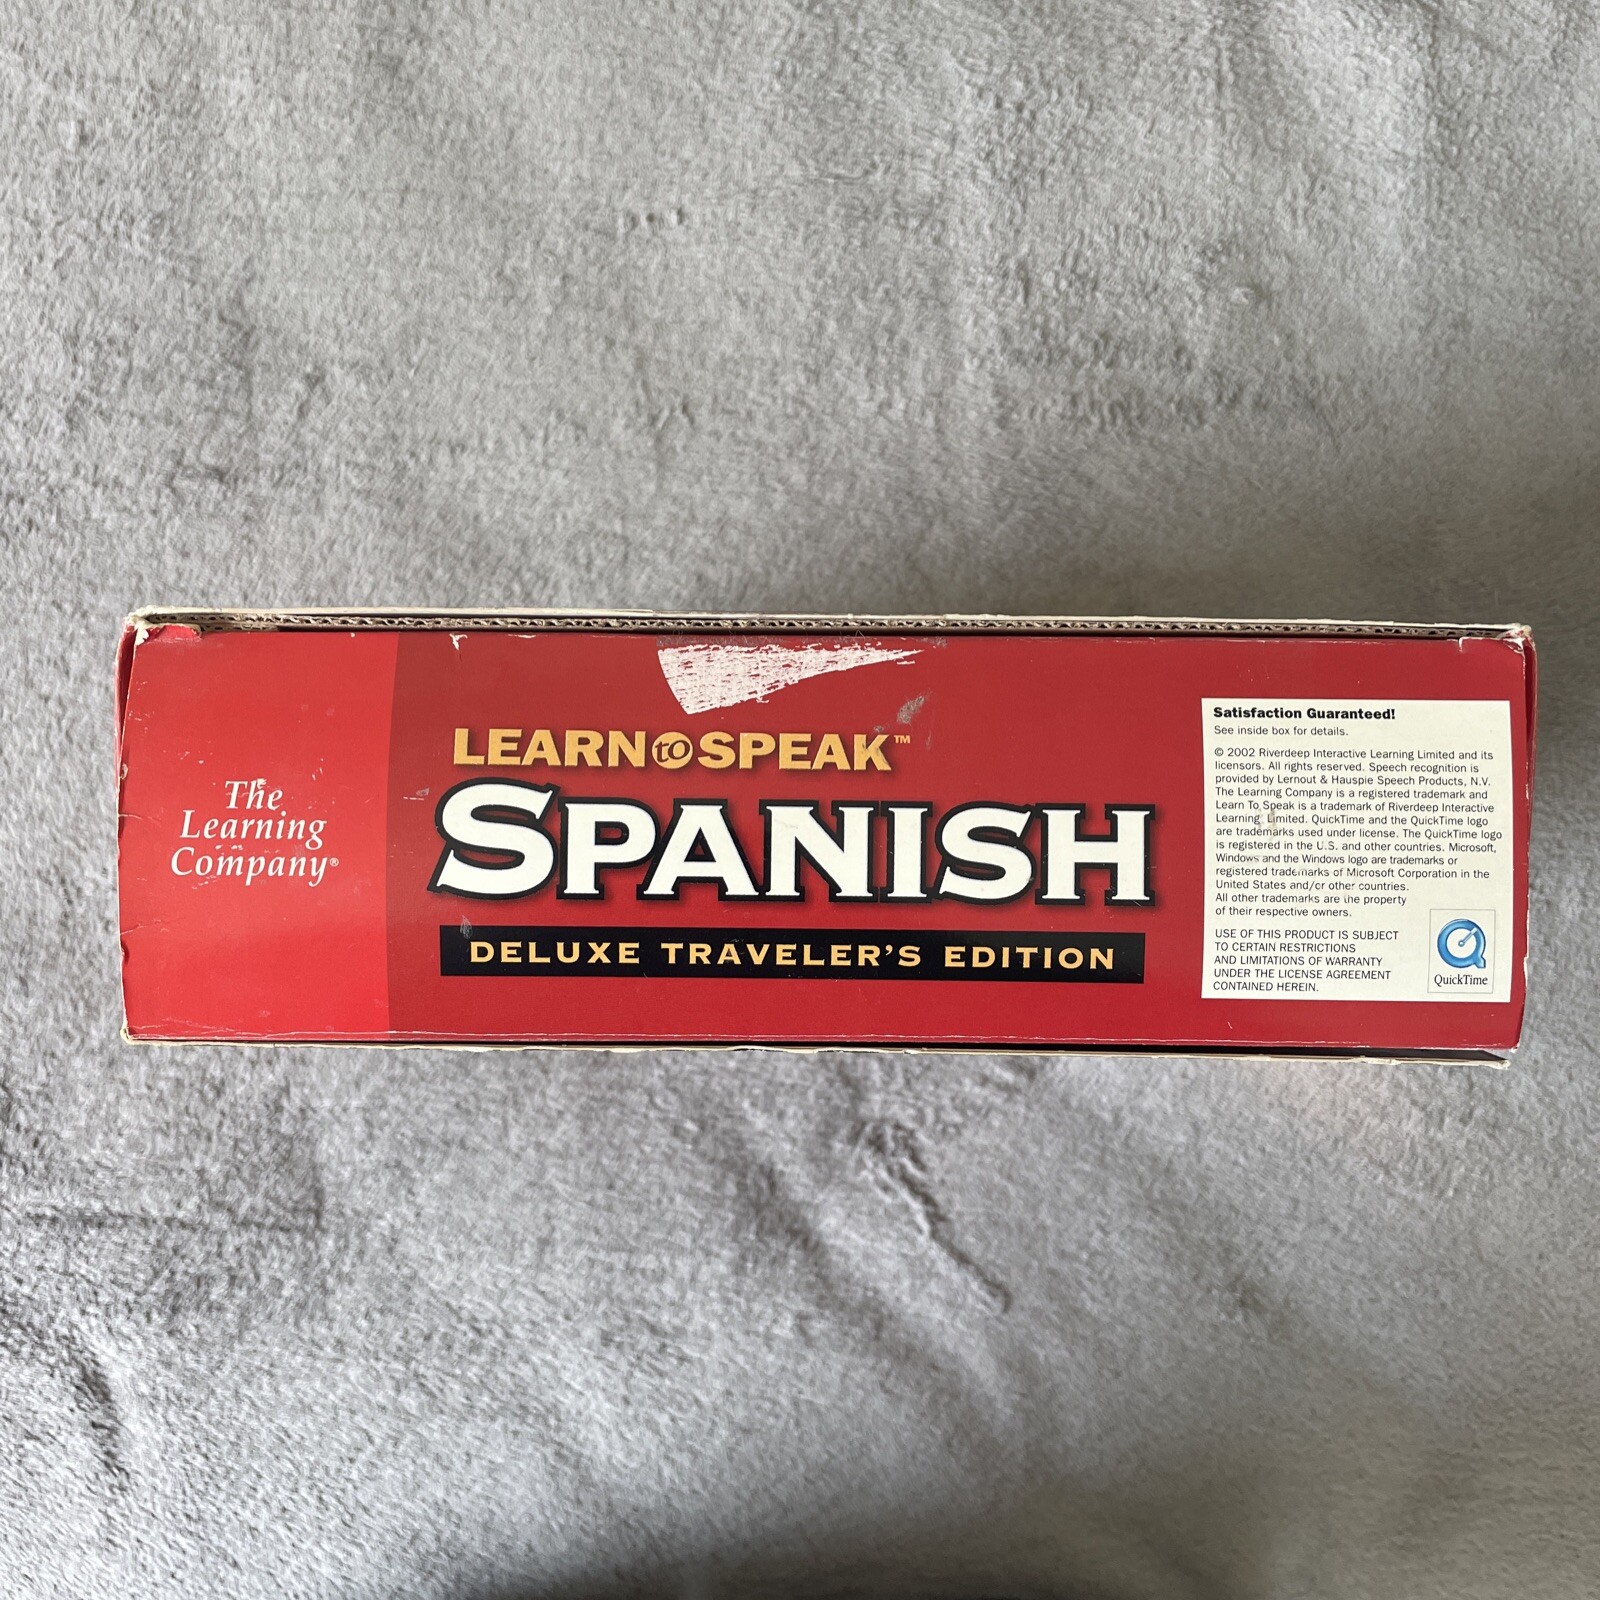 The
Learning
Company®
LEARN to SPEAK™
SPANISH
DELUXE TRAVELER'S EDITION
Satisfaction Guaranteed!
See inside box for details.
© 2002 Riverdeep Interactive Learning Limited and its
licensors. All rights reserved. Speech recognition is
provided by Lernout & Hauspie Speech Products, N.V.
The Learning Company is a registered trademark and
Learn To Speak is a trademark of Riverdeep Interactive
Learning Limited. QuickTime and the QuickTime logo
are trademarks used under license. The QuickTime logo
is registered in the U.S. and other countries. Microsoft,
Windows and the Windows logo are trademarks or
registered trademarks of Microsoft Corporation in the
United States and/or other countries.
All other trademarks are the property
of their respective owners.
USE OF THIS PRODUCT IS SUBJECT
TO CERTAIN RESTRICTIONS
AND LIMITATIONS OF WARRANTY
UNDER THE LICENSE AGREEMENT
CONTAINED HEREIN.
QuickTime